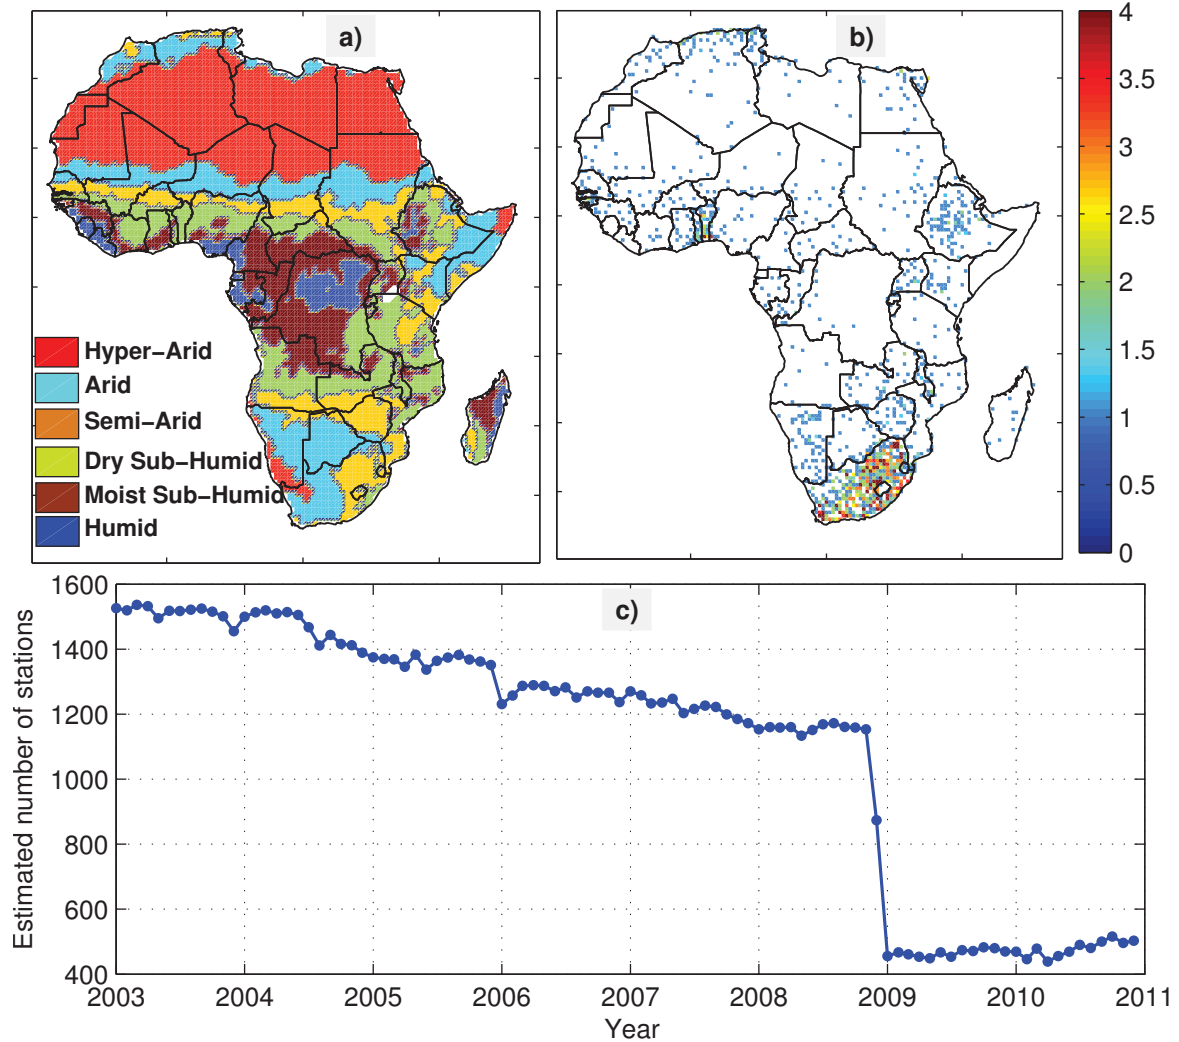 a)
b)
Hyper−Arid
Arid
Semi−Arid
Dry Sub−Humid
Moist Sub−Humid
Humid
4
3.5
3
2.5
2
1.5
1
0.5
0
c)
Estimated number of stations
1600
1400
1200
1000
800
600
400
2003 2004 2005 2006 2007 2008 2009 2010 2011
Year